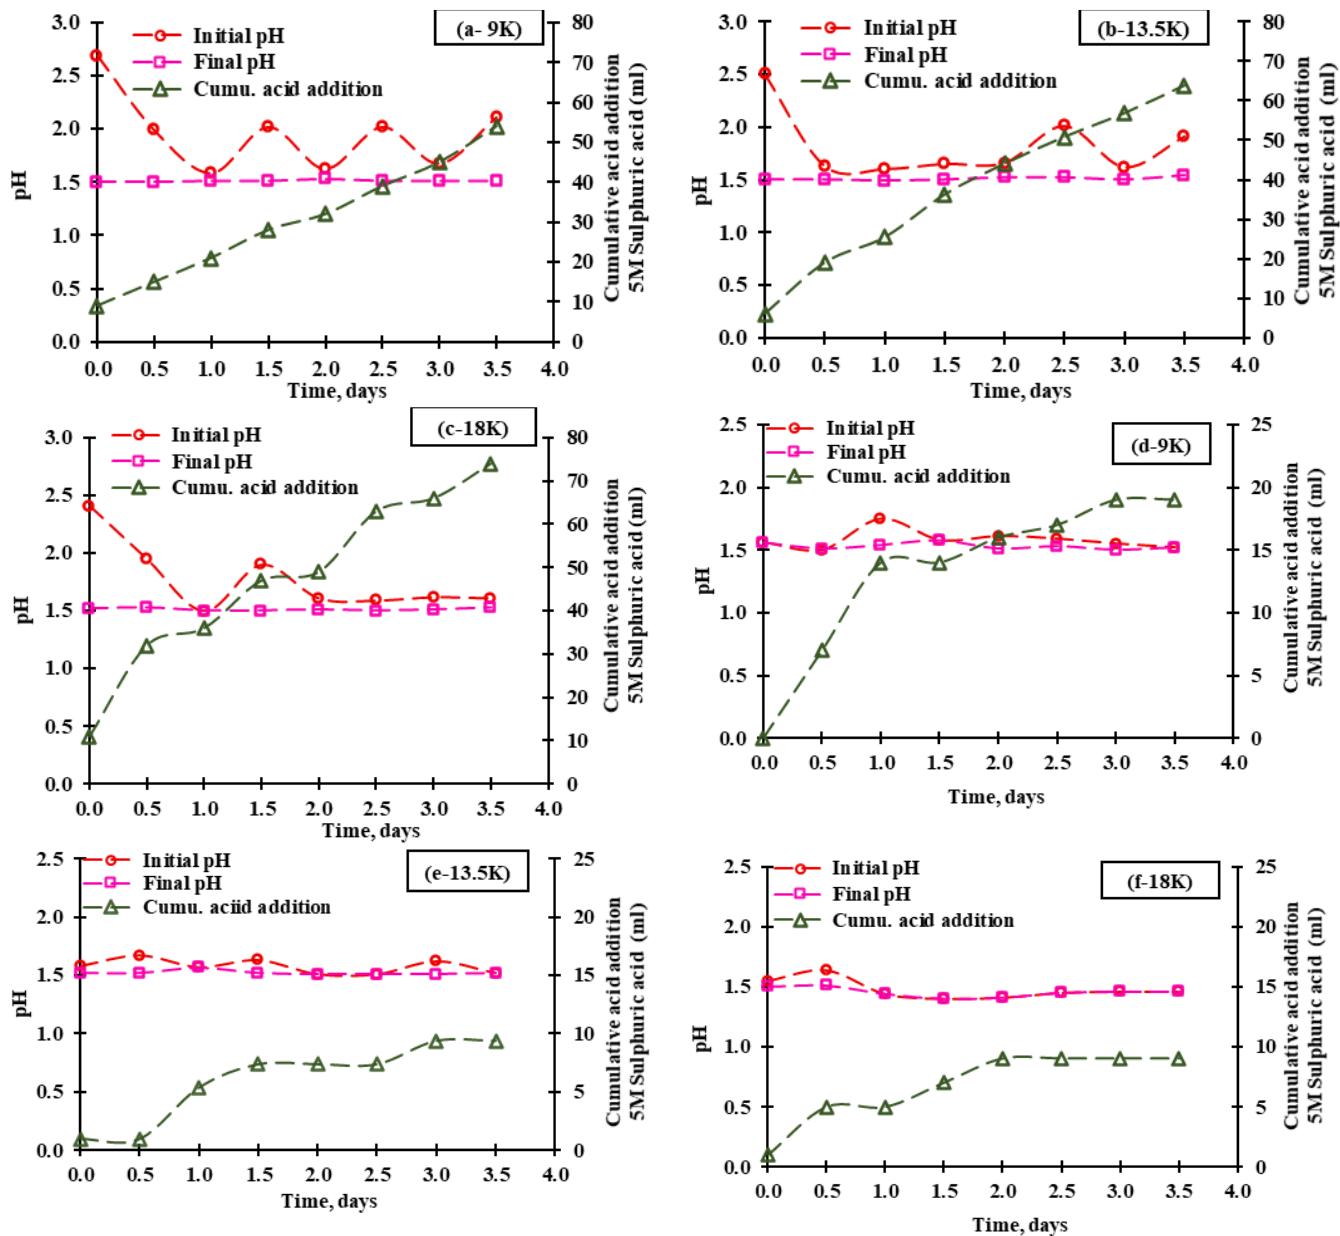 (a- 9K)
Initial pH
Final pH
Cumu. acid addition
3.0
2.5
2.0
1.5
1.0
0.5
0.0
pH
80
70
60
50
40
30
20
10
0
Cumulative acid addition
5M Sulphuric acid (ml)
0.0 0.5 1.0 1.5 2.0 2.5 3.0 3.5 4.0
Time, days
(b-13.5K)
Initial pH
Final pH
Cumu. acid addition
3.0
2.5
2.0
1.5
1.0
0.5
0.0
pH
80
70
60
50
40
30
20
10
0
Cumulative acid addition
5M Sulphuric acid (ml)
0.0 0.5 1.0 1.5 2.0 2.5 3.0 3.5 4.0
Time, days
(c-18K)
Initial pH
Final pH
Cumu. acid addition
3.0
2.5
2.0
1.5
1.0
0.5
0.0
pH
80
70
60
50
40
30
20
10
0
Cumulative acid addition
5M Sulphuric acid (ml)
0.0 0.5 1.0 1.5 2.0 2.5 3.0 3.5 4.0
Time, days
(d-9K)
Initial pH
Final pH
Cumu. acid addition
2.5
2.0
1.5
1.0
0.5
0.0
pH
25
20
15
10
5
0
Cumulative acid addition
5M Sulphuric acid (ml)
0.0 0.5 1.0 1.5 2.0 2.5 3.0 3.5 4.0
Time, days
(e-13.5K)
Initial pH
Final pH
Cumu. aciid addition
2.5
2.0
1.5
1.0
0.5
0.0
pH
25
20
15
10
5
0
Cumulative acid addition
5M Sulphuric acid (ml)
0.0 0.5 1.0 1.5 2.0 2.5 3.0 3.5 4.0
Time, days
(f-18K)
Initial pH
Final pH
Cumu. acid addition
2.5
2.0
1.5
1.0
0.5
0.0
pH
25
20
15
10
5
0
Cumulative acid addition
5M Sulphuric acid (ml)
0.0 0.5 1.0 1.5 2.0 2.5 3.0 3.5 4.0
Time, days